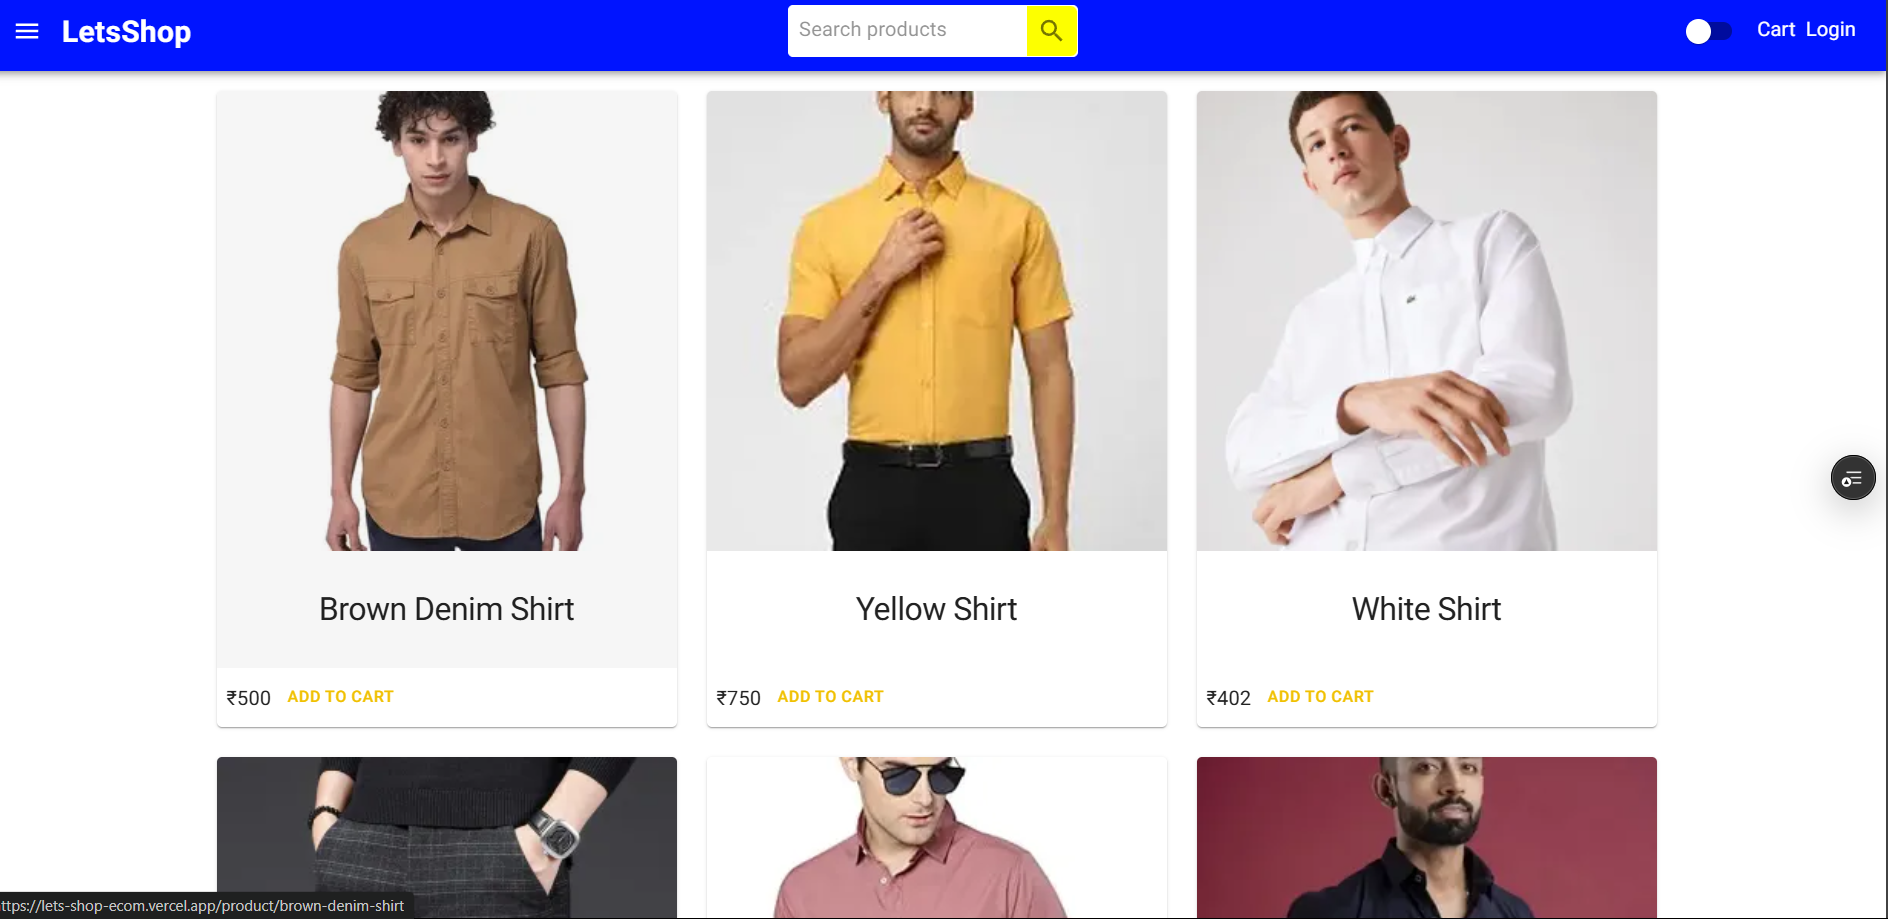 LetsShop
Search products
Cart Login
Brown Denim Shirt
Yellow Shirt
White Shirt
₹500 ADD TO CART
₹750 ADD TO CART
₹402 ADD TO CART
ttps://lets-shop-ecom.vercel.app/product/brown-denim-shirt